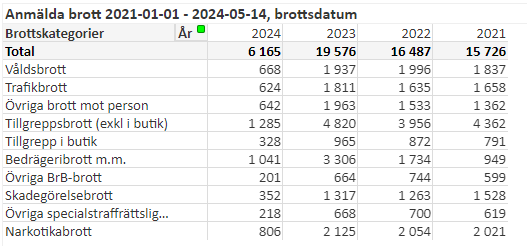 Anmälda brott 2021-01-01 - 2024-05-14, brottsdatum
Brottskategorier År 2024 2023 2022 2021
Total 6 165 19 576 16 487 15 726
Våldsbrott 668 1 937 1 996 1 837
Trafikbrott 624 1 811 1 635 1 658
Övriga brott mot person 642 1 963 1 533 1 362
Tillgreppsbrott (exkl i butik) 1 285 4 820 3 956 4 362
Tillgrepp i butik 328 965 872 791
Bedrägeribrott m.m. 1 041 3 306 1 734 949
Övriga BrB-brott 201 664 744 599
Skadegörelsebrott 352 1 317 1 263 1 528
Övriga specialstraffrättslig... 218 668 700 619
Narkotikabrott 806 2 125 2 054 2 021